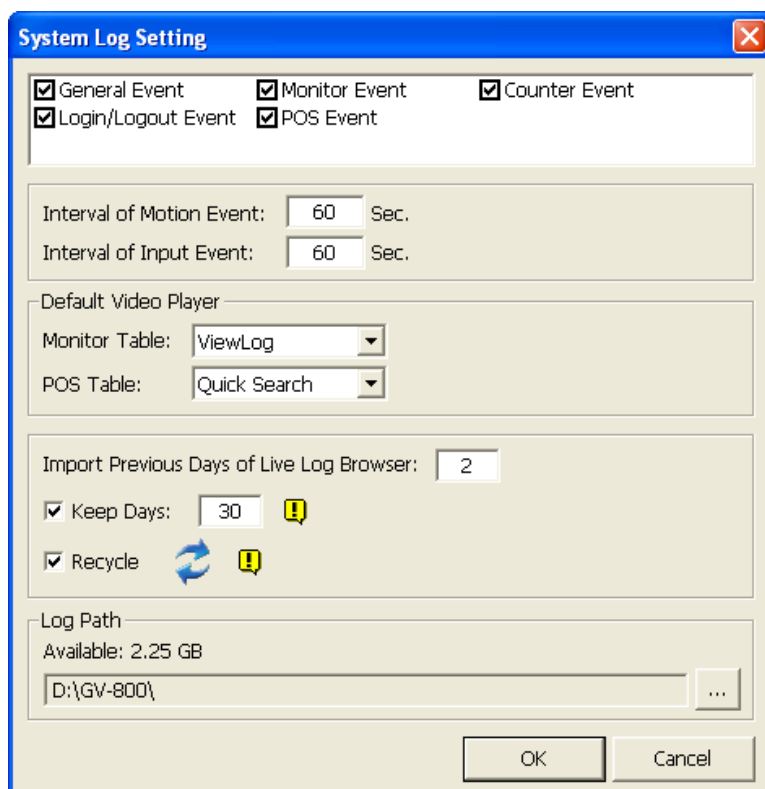 System Log Setting
General Event Monitor Event Counter Event
Login/Logout Event POS Event
Interval of Motion Event: 60 Sec.
Interval of Input Event: 60 Sec.
Default Video Player
Monitor Table: ViewLog
POS Table: Quick Search
Import Previous Days of Live Log Browser: 2
Keep Days: 30
Recycle
Log Path
Available: 2.25 GB
D:\GV-800\
...
OK Cancel